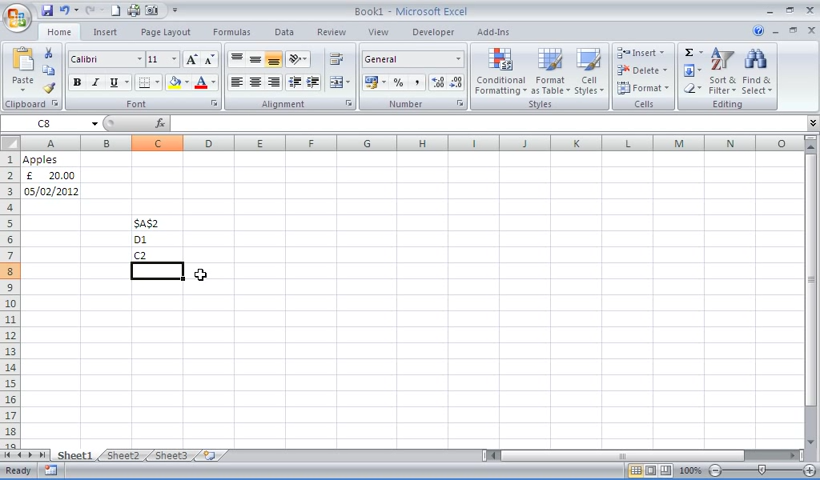 Book1 - Microsoft Excel
Home Insert Page Layout Formulas Data Review View Developer Add-Ins
Paste
Calibri 11
General
Conditional Formatting
Format as Table
Cell Styles
Insert
Delete
Format
Sort & Filter
Find & Select
Clipboard Font Alignment Number Styles Cells Editing
C8 fx
A B C D E F G H I J K L M N O
1 Apples
2 £ 20.00
3 05/02/2012
4
5 $A$2
6 D1
7 C2
8
9
10
11
12
13
14
15
16
17
18
19
Sheet1 Sheet2 Sheet3
Ready 100%